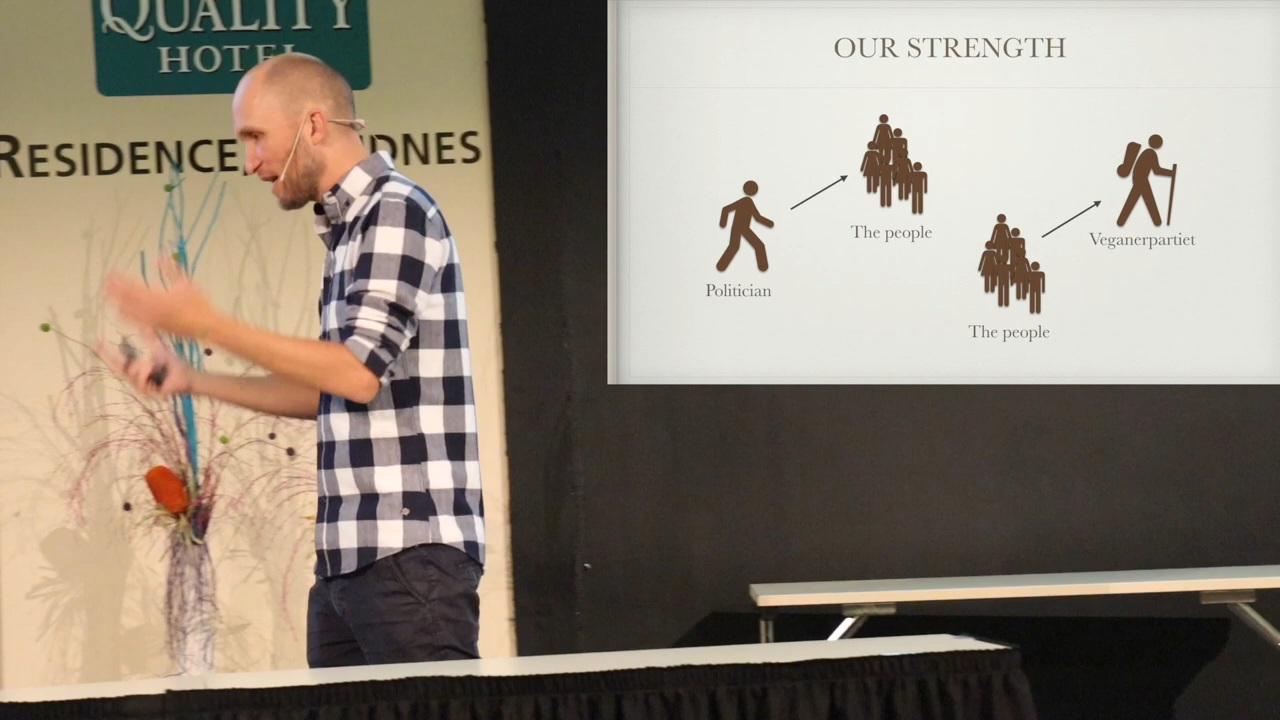 QUALITY
HOTEL
RESIDENCE, 
DNES
OUR STRENGTH
The people
Politician
Veganerpartiet
The people